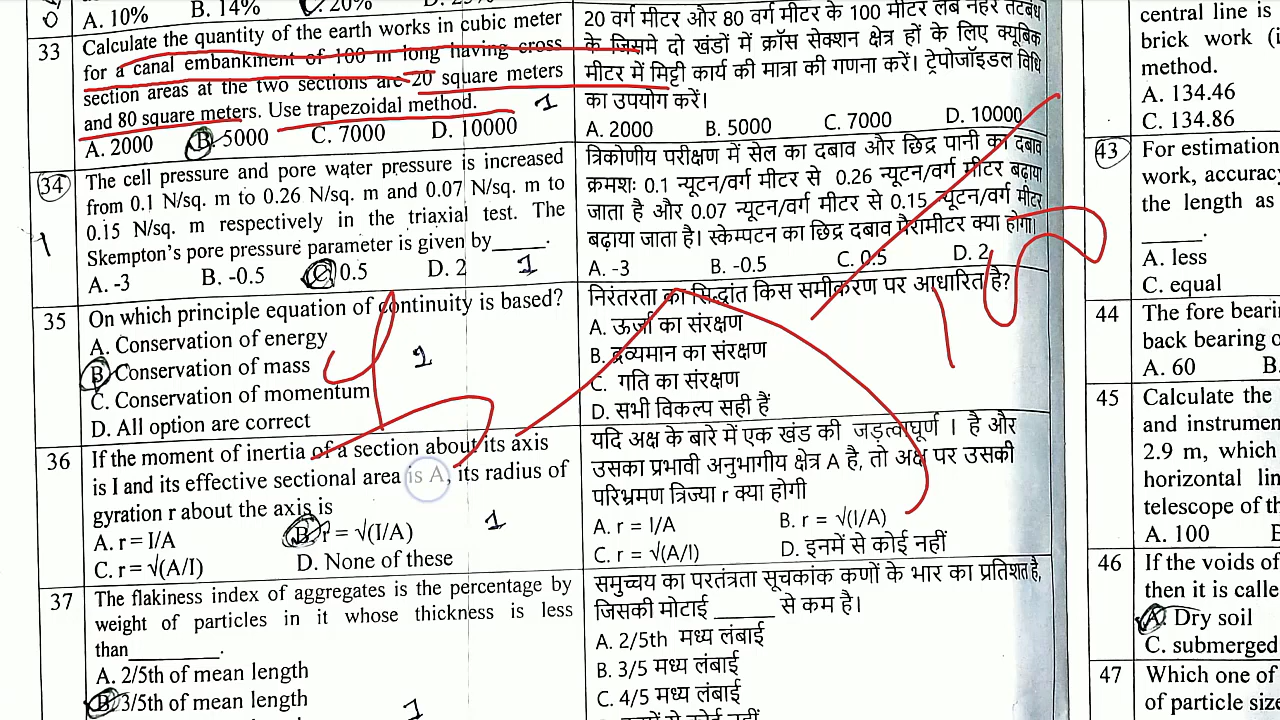 A. 10% B. 14% C. 20%
33 Calculate the quantity of the earth works in cubic meter
for a canal embankment of 100 m long having cross
section areas at the two sections are 20 square meters
and 80 square meters. Use trapezoidal method. 1
A. 2000 B. 5000 C. 7000 D. 10000
20 वर्ग मीटर और 80 वर्ग मीटर के 100 मीटर लंबे नहर तटबंध
के जिसमे दो खंडों में क्रॉस सेक्शन क्षेत्र हों के लिए क्यूबिक
मीटर में मिट्टी कार्य की मात्रा की गणना करें। ट्रेपोजॉइडल विधि
का उपयोग करें।
A. 2000 B. 5000 C. 7000 D. 10000
34 The cell pressure and pore water pressure is increased
from 0.1 N/sq. m to 0.26 N/sq. m and 0.07 N/sq. m to
0.15 N/sq. m respectively in the triaxial test. The
Skempton's pore pressure parameter is given by_____.
A. -3 B. -0.5 C. 0.5 D. 2 1
त्रिकोणीय परीक्षण में सेल का दबाव और छिद्र पानी का दबाव
क्रमशः 0.1 न्यूटन/वर्ग मीटर से 0.26 न्यूटन/वर्ग मीटर बढ़ाया
जाता है और 0.07 न्यूटन/वर्ग मीटर से 0.15 न्यूटन/वर्ग मीटर
बढ़ाया जाता है। स्केम्पटन का छिद्र दबाव पैरामीटर क्या होगा।
A. -3 B. -0.5 C. 0.5 D. 2
35 On which principle equation of continuity is based?
A. Conservation of energy
B. Conservation of mass 1
C. Conservation of momentum
D. All option are correct
निरंतरता का सिद्धांत किस समीकरण पर आधारित है?
A. ऊर्जा का संरक्षण
B. द्रव्यमान का संरक्षण
C. गति का संरक्षण
D. सभी विकल्प सही हैं
36 If the moment of inertia of a section about its axis
is I and its effective sectional area is A, its radius of
gyration r about the axis is
A. r = I/A B. r = √(I/A) 1
C. r = √(A/I) D. None of these
यदि अक्ष के बारे में एक खंड की जड़त्वाघूर्ण I है और
उसका प्रभावी अनुभागीय क्षेत्र A है, तो अक्ष पर उसकी
परिभ्रमण त्रिज्या r क्या होगी
A. r = I/A B. r = √(I/A)
C. r = √(A/I) D. इनमें से कोई नहीं
37 The flakiness index of aggregates is the percentage by
weight of particles in it whose thickness is less
than_________.
A. 2/5th of mean length
B. 3/5th of mean length
समुच्चय का परतंत्रता सूचकांक कणों के भार का प्रतिशत है,
जिसकी मोटाई ______ से कम है।
A. 2/5th मध्य लंबाई
B. 3/5 मध्य लंबाई
C. 4/5 मध्य लंबाई
central line is
brick work (i
method.
A. 134.46
C. 134.86
43 For estimation
work, accuracy
the length as
______.
A. less
C. equal
44 The fore beari
back bearing o
A. 60 B.
45 Calculate the
and instrumen
2.9 m, which
horizontal lin
telescope of th
A. 100
46 If the voids of
then it is calle
A. Dry soil
C. submerged
47 Which one of
of particle size